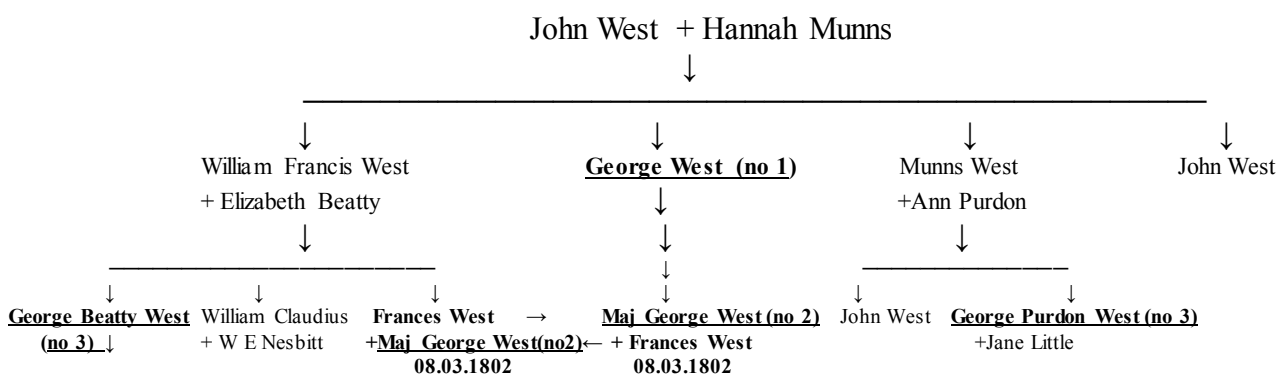 John West + Hannah Munns
↓
↓ ↓ ↓ ↓
William Francis West George West (no 1) Munns West John West
+ Elizabeth Beatty ↓ +Ann Purdon
↓ ↓ ↓
↓
↓ ↓ ↓ ↓ ↓ ↓
George Beatty West William Claudius Frances West → Maj George West (no 2) John West George Purdon West (no 3)
(no 3) ↓ + W E Nesbitt +Maj George West(no2)← + Frances West +Jane Little
08.03.1802 08.03.1802